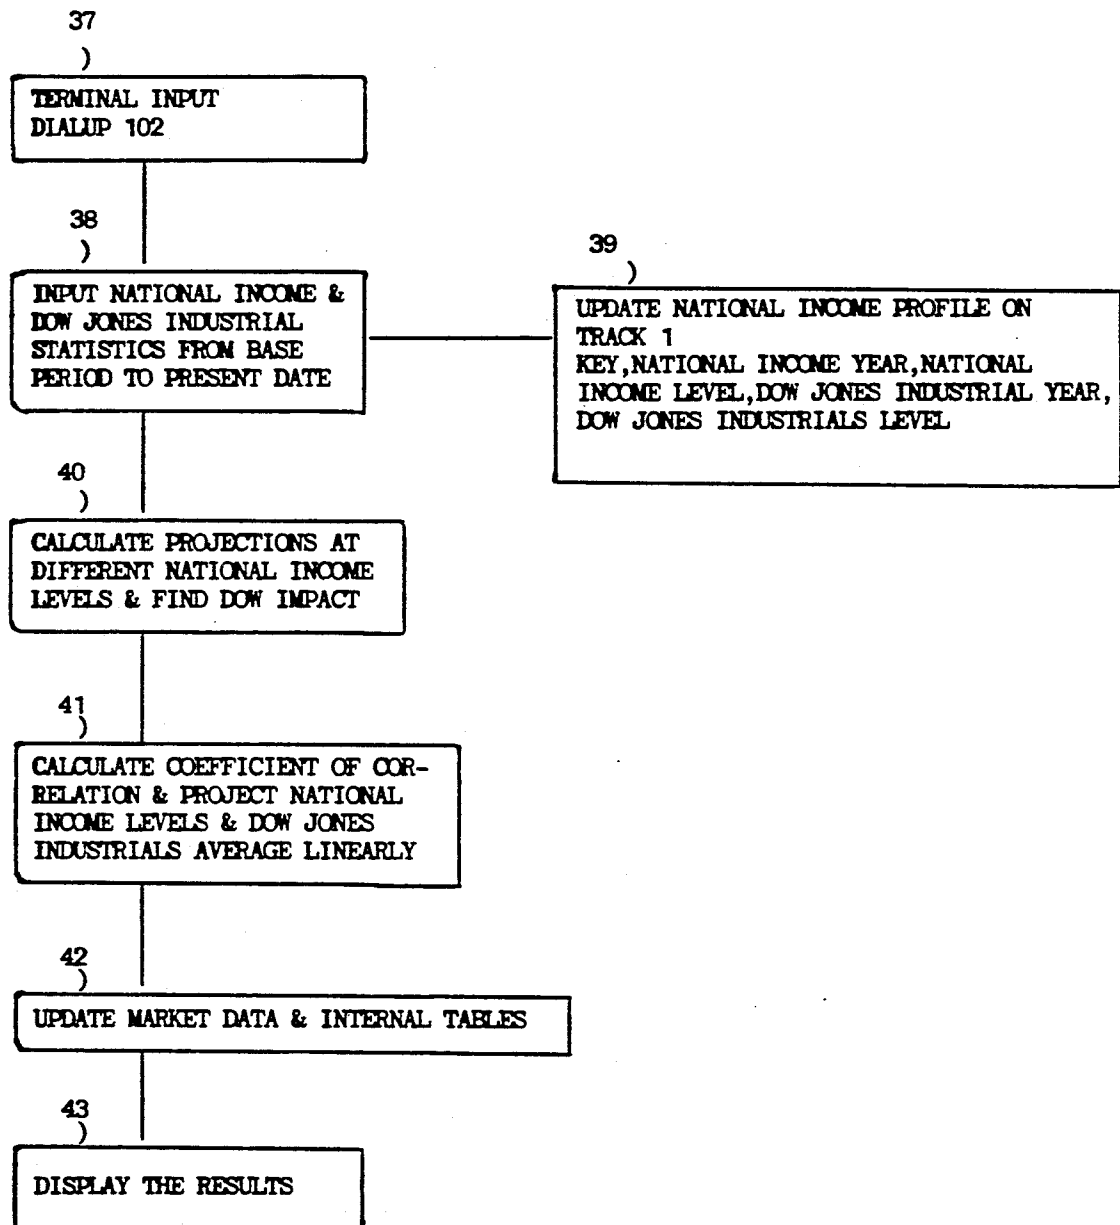 37
)
TERMINAL INPUT
DIALUP 102
38
)
INPUT NATIONAL INCOME &
DOW JONES INDUSTRIAL
STATISTICS FROM BASE
PERIOD TO PRESENT DATE
39
)
UPDATE NATIONAL INCOME PROFILE ON
TRACK 1
KEY,NATIONAL INCOME YEAR,NATIONAL
INCOME LEVEL,DOW JONES INDUSTRIAL YEAR,
DOW JONES INDUSTRIALS LEVEL
40
)
CALCULATE PROJECTIONS AT
DIFFERENT NATIONAL INCOME
LEVELS & FIND DOW IMPACT
41
)
CALCULATE COEFFICIENT OF COR-
RELATION & PROJECT NATIONAL
INCOME LEVELS & DOW JONES
INDUSTRIALS AVERAGE LINEARLY
42
)
UPDATE MARKET DATA & INTERNAL TABLES
43
)
DISPLAY THE RESULTS